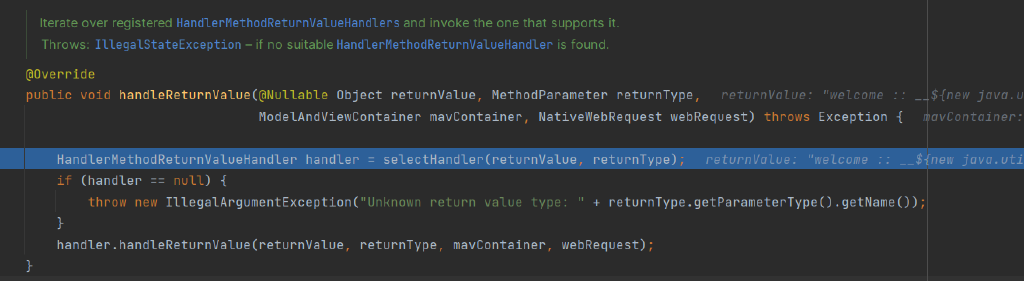 Iterate over registered HandlerMethodReturnValueHandlers and invoke the one that supports it.
Throws: IllegalStateException – if no suitable HandlerMethodReturnValueHandler is found.
@Override
public void handleReturnValue(@Nullable Object returnValue, MethodParameter returnType,   returnValue: "welcome :: __${new java.u
ModelAndViewContainer mavContainer, NativeWebRequest webRequest) throws Exception {   mavContainer:
HandlerMethodReturnValueHandler handler = selectHandler(returnValue, returnType);   returnValue: "welcome :: __${new java.uti
if (handler == null) {
throw new IllegalArgumentException("Unknown return value type: " + returnType.getParameterType().getName());
}
handler.handleReturnValue(returnValue, returnType, mavContainer, webRequest);
}